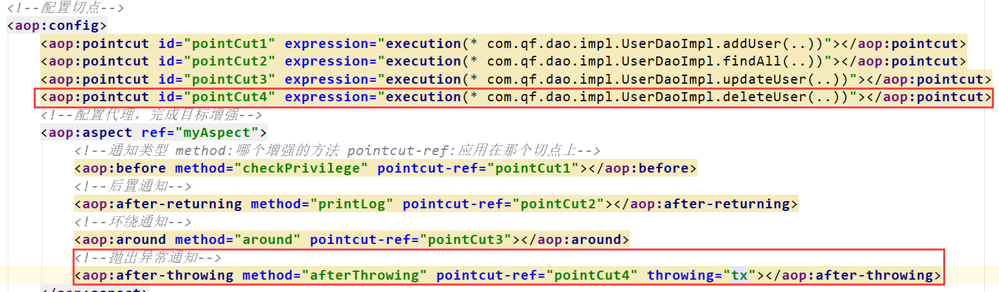 <!--配置切点-->
<aop:config>
<aop:pointcut id="pointCut1" expression="execution(* com.qf.dao.impl.UserDaoImpl.addUser(..))"></aop:pointcut>
<aop:pointcut id="pointCut2" expression="execution(* com.qf.dao.impl.UserDaoImpl.findAll(..))"></aop:pointcut>
<aop:pointcut id="pointCut3" expression="execution(* com.qf.dao.impl.UserDaoImpl.updateUser(..))"></aop:pointcut>
<aop:pointcut id="pointCut4" expression="execution(* com.qf.dao.impl.UserDaoImpl.deleteUser(..))"></aop:pointcut>
<!--配置代理，完成目标增强-->
<aop:aspect ref="myAspect">
<!--通知类型 method:哪个增强的方法 pointcut-ref:应用在那个切点上-->
<aop:before method="checkPrivilege" pointcut-ref="pointCut1"></aop:before>
<!--后置通知-->
<aop:after-returning method="printLog" pointcut-ref="pointCut2"></aop:after-returning>
<!--环绕通知-->
<aop:around method="around" pointcut-ref="pointCut3"></aop:around>
<!--抛出异常通知-->
<aop:after-throwing method="afterThrowing" pointcut-ref="pointCut4" throwing="tx"></aop:after-throwing>
</aop:aspect>